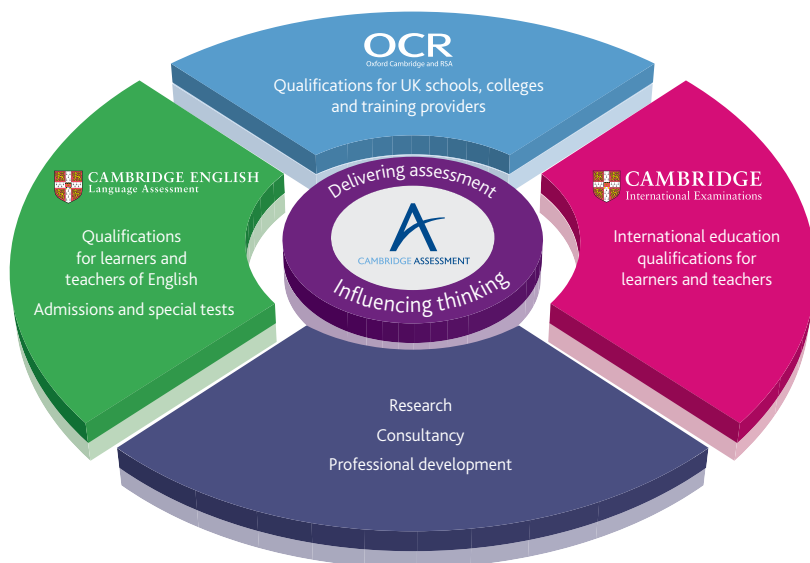 OCR
Oxford Cambridge and RSA
Qualifications for UK schools, colleges
and training providers
CAMBRIDGE ENGLISH
Language Assessment
Qualifications
for learners and
teachers of English
Admissions and special tests
Delivering assessment
CAMBRIDGE ASSESSMENT
Influencing thinking
CAMBRIDGE
International Examinations
International education
qualifications for
learners and teachers
Research
Consultancy
Professional development